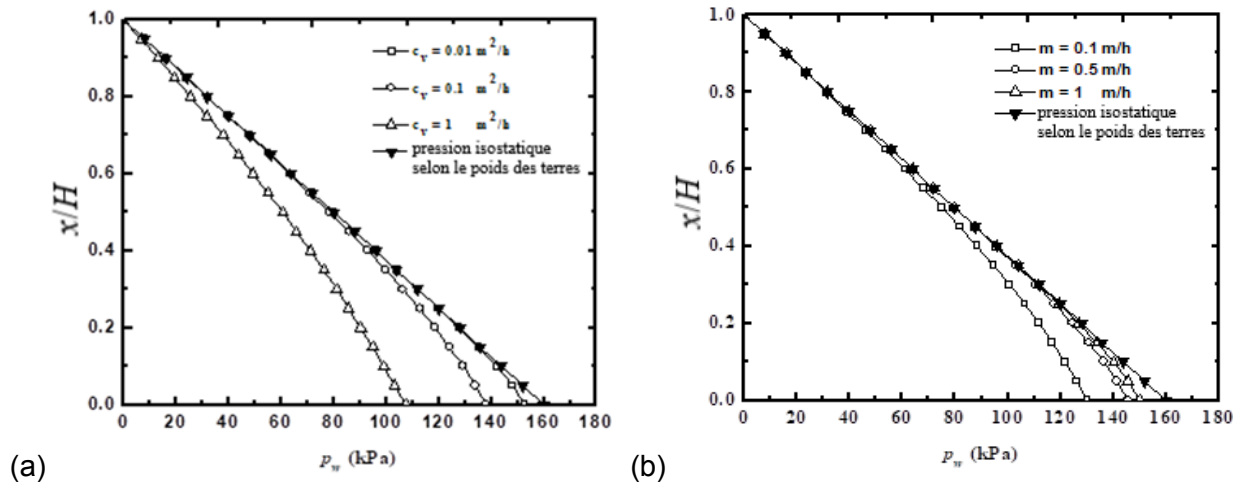 1.0
0.8
0.6
0.4
0.2
0.0
x/H
c_v = 0.01 m²/h
c_v = 0.1 m²/h
c_v = 1 m²/h
pression isostatique
selon le poids des terres
0 20 40 60 80 100 120 140 160 180
p_w (kPa)
(a)
1.0
0.8
0.6
0.4
0.2
0.0
x/H
m = 0.1 m/h
m = 0.5 m/h
m = 1 m/h
pression isostatique
selon le poids des terres
0 20 40 60 80 100 120 140 160 180
p_w (kPa)
(b)